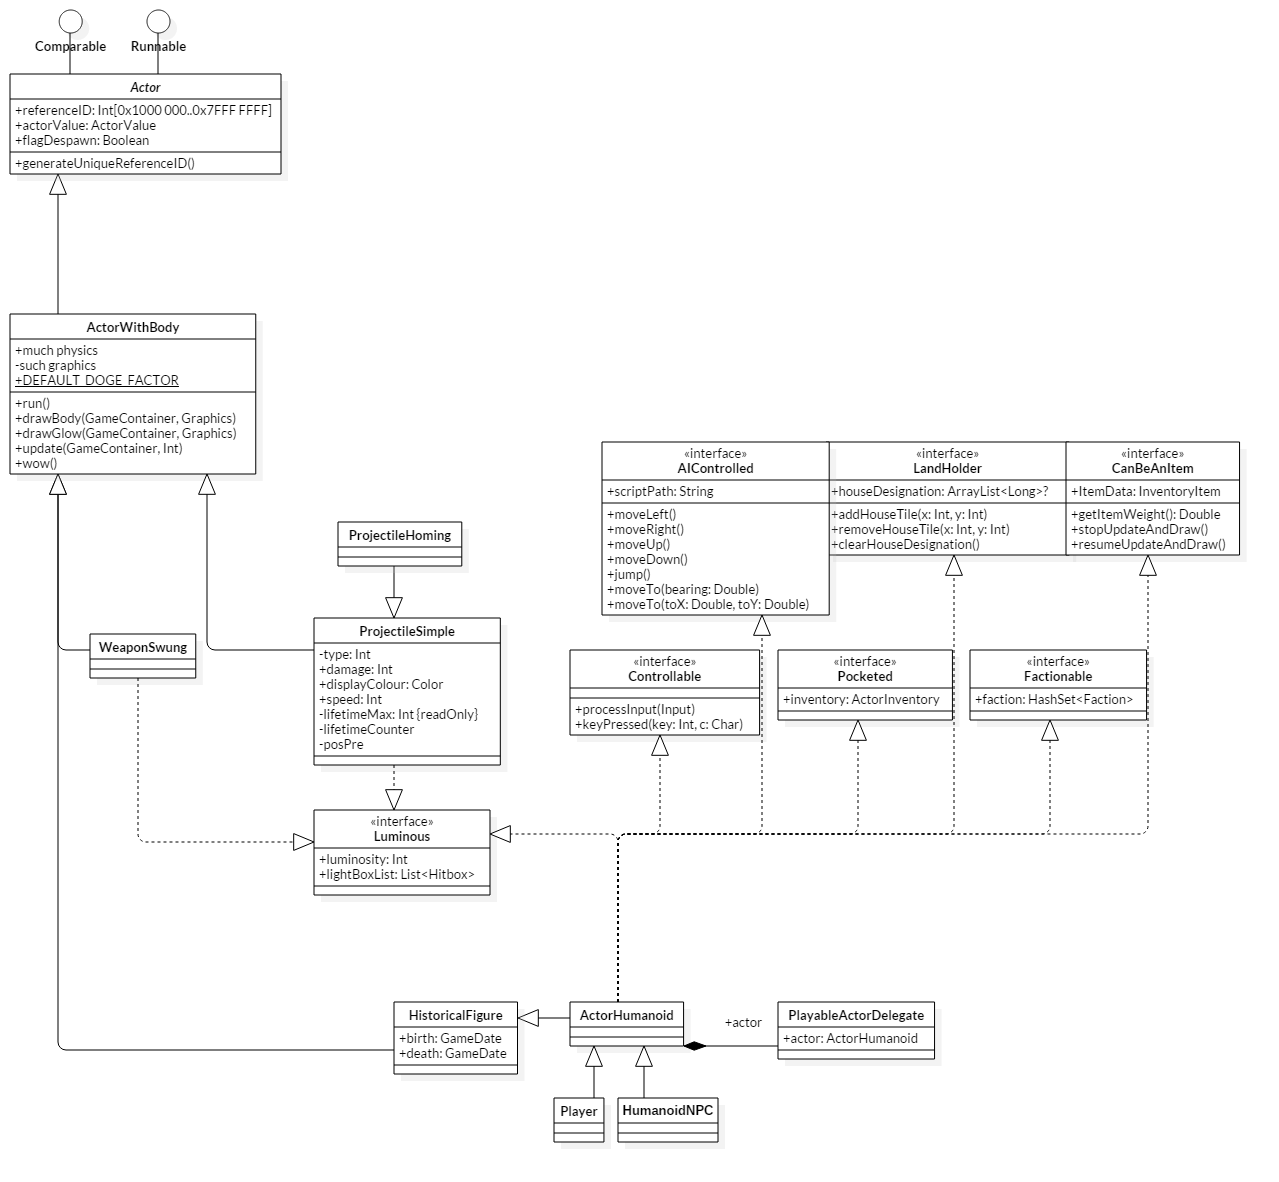 Comparable
Runnable
Actor
+referenceID: Int[0x1000 000..0x7FFF FFFF]
+actorValue: ActorValue
+flagDespawn: Boolean
+generateUniqueReferenceID()
ActorWithBody
+much physics
-such graphics
+DEFAULT_DOGE_FACTOR
+run()
+drawBody(GameContainer, Graphics)
+drawGlow(GameContainer, Graphics)
+update(GameContainer, Int)
+wow()
«interface»
AIControlled
+scriptPath: String
+moveLeft()
+moveRight()
+moveUp()
+moveDown()
+jump()
+moveTo(bearing: Double)
+moveTo(toX: Double, toY: Double)
«interface»
LandHolder
+houseDesignation: ArrayList<Long>?
+addHouseTile(x: Int, y: Int)
+removeHouseTile(x: Int, y: Int)
+clearHouseDesignation()
«interface»
CanBeAnItem
+ItemData: InventoryItem
+getItemWeight(): Double
+stopUpdateAndDraw()
+resumeUpdateAndDraw()
ProjectileHoming
ProjectileSimple
-type: Int
+damage: Int
+displayColour: Color
+speed: Int
-lifetimeMax: Int {readOnly}
-lifetimeCounter
-posPre
WeaponSwung
«interface»
Controllable
+processInput(Input)
+keyPressed(key: Int, c: Char)
«interface»
Pocketed
+inventory: ActorInventory
«interface»
Factionable
+faction: HashSet<Faction>
«interface»
Luminous
+luminosity: Int
+lightBoxList: List<Hitbox>
HistoricalFigure
+birth: GameDate
+death: GameDate
ActorHumanoid
+actor
PlayableActorDelegate
+actor: ActorHumanoid
Player
HumanoidNPC